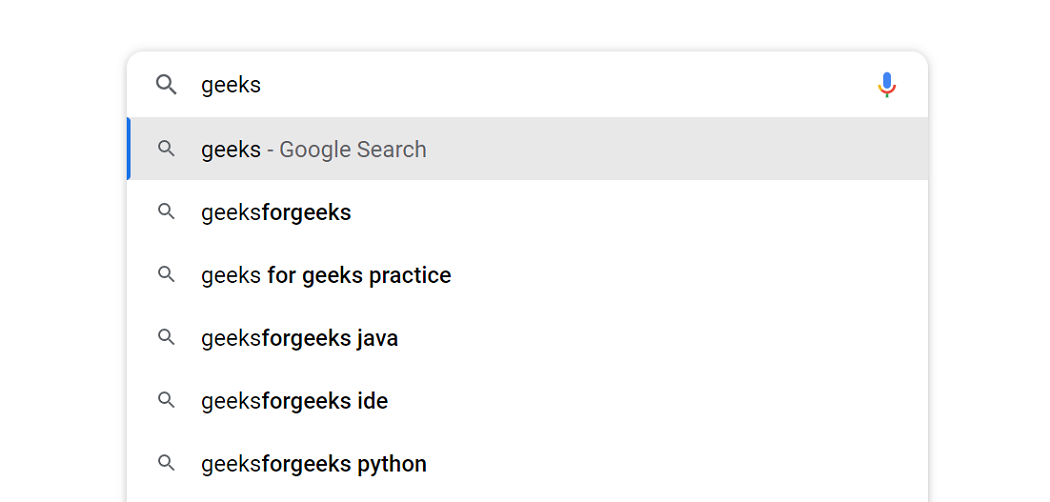 geeks
geeks - Google Search
geeksforgeeks
geeks for geeks practice
geeksforgeeks java
geeksforgeeks ide
geeksforgeeks python